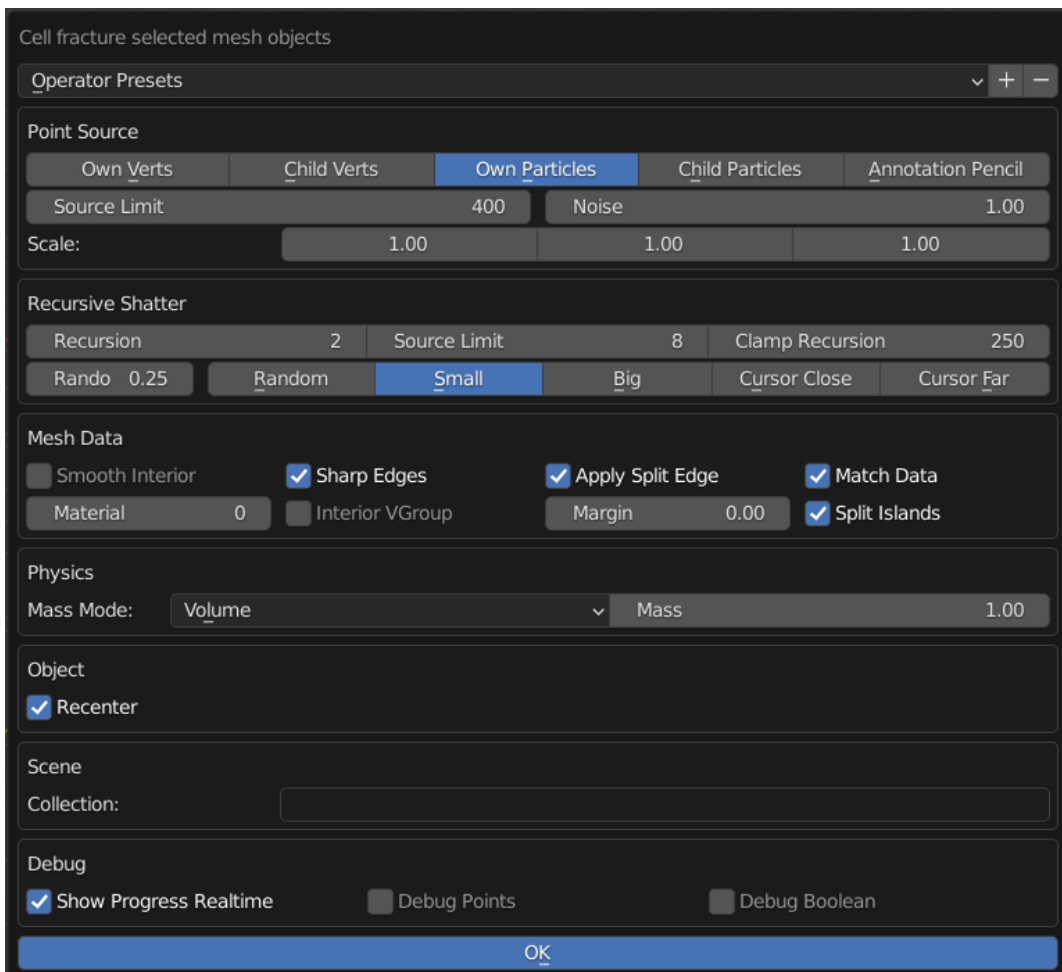 Cell fracture selected mesh objects
Operator Presets
Point Source
Own Verts Child Verts Own Particles Child Particles Annotation Pencil
Source Limit 400 Noise 1.00
Scale: 1.00 1.00 1.00
Recursive Shatter
Recursion 2 Source Limit 8 Clamp Recursion 250
Rando 0.25 Random Small Big Cursor Close Cursor Far
Mesh Data
Smooth Interior Sharp Edges Apply Split Edge Match Data
Material 0 Interior VGroup Margin 0.00 Split Islands
Physics
Mass Mode: Volume Mass 1.00
Object
Recenter
Scene
Collection:
Debug
Show Progress Realtime Debug Points Debug Boolean
OK